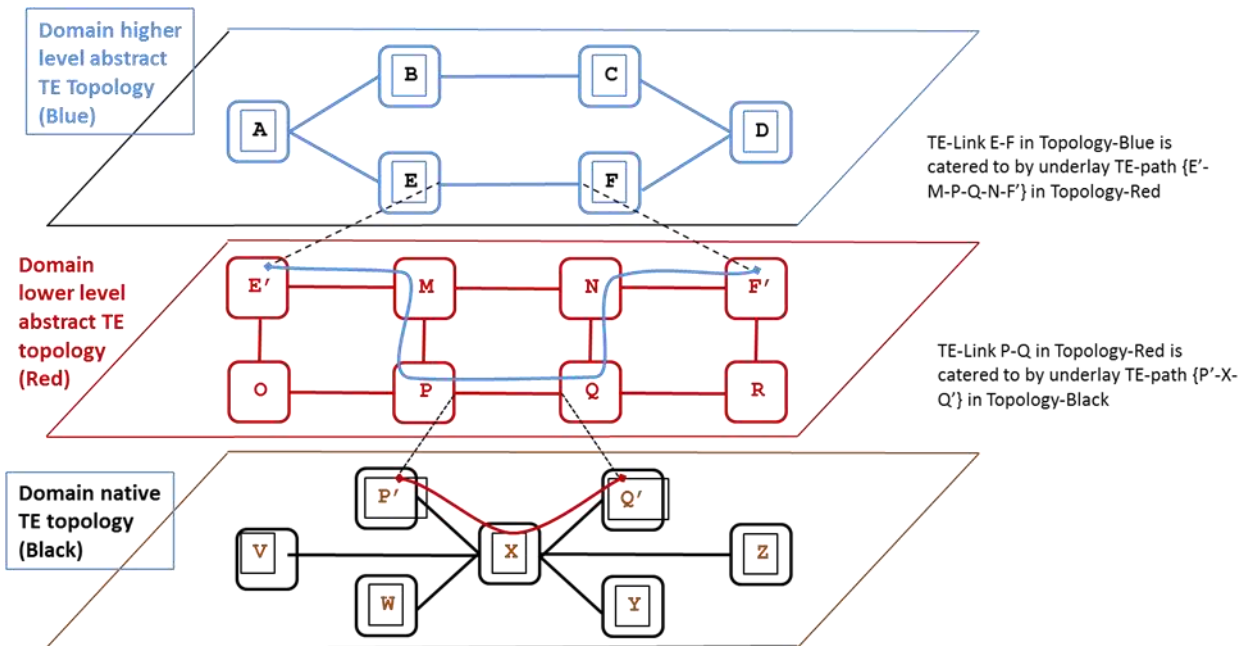 Domain higher
level abstract
TE Topology
(Blue)
B
C
A
D
E
F
TE-Link E-F in Topology-Blue is
catered to by underlay TE-path {E’-
M-P-Q-N-F’} in Topology-Red
Domain
lower level
abstract TE
topology
(Red)
E’
M
N
F’
O
P
Q
R
TE-Link P-Q in Topology-Red is
catered to by underlay TE-path {P’-X-
Q’} in Topology-Black
Domain native
TE topology
(Black)
P’
Q’
V
X
Z
W
Y